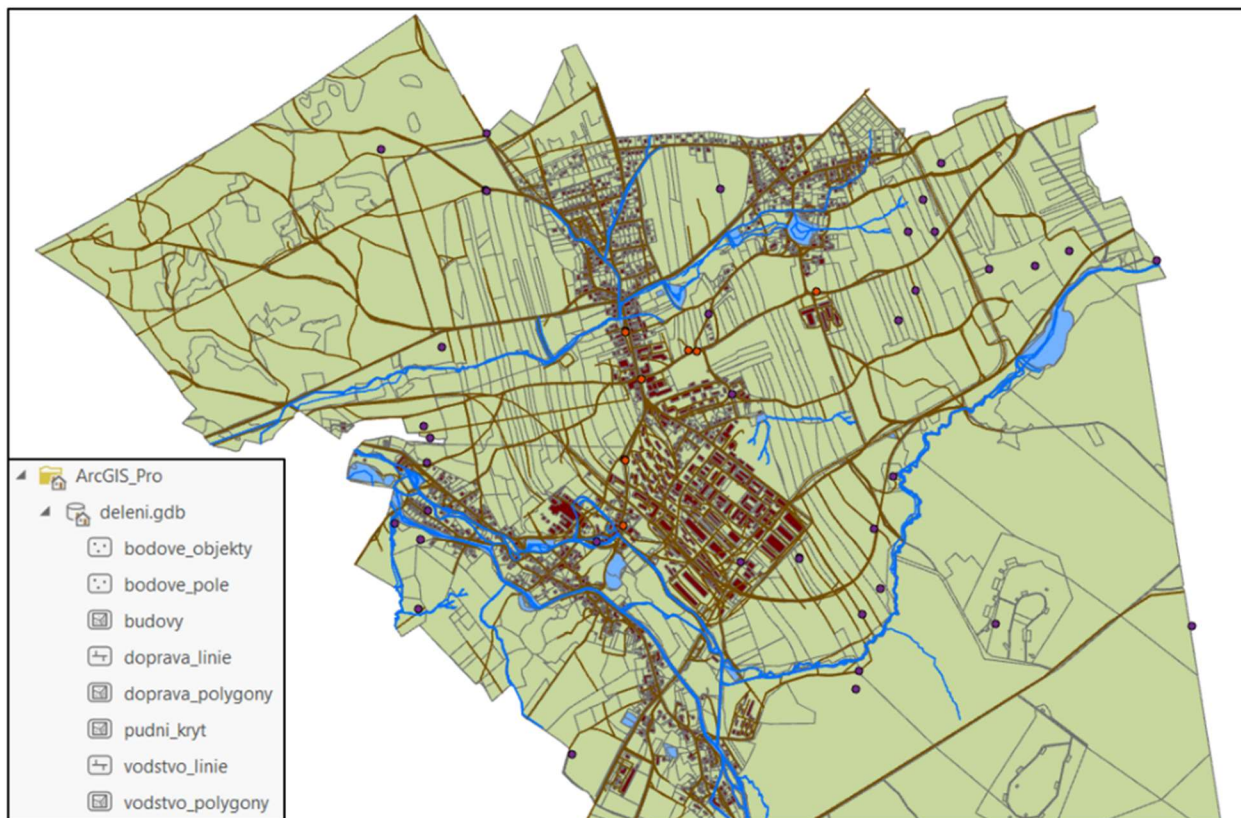 ArcGIS_Pro
deleni.gdb
bodove_objekty
bodove_pole
budovy
doprava_linie
doprava_polygony
pudni_kryt
vodstvo_linie
vodstvo_polygony